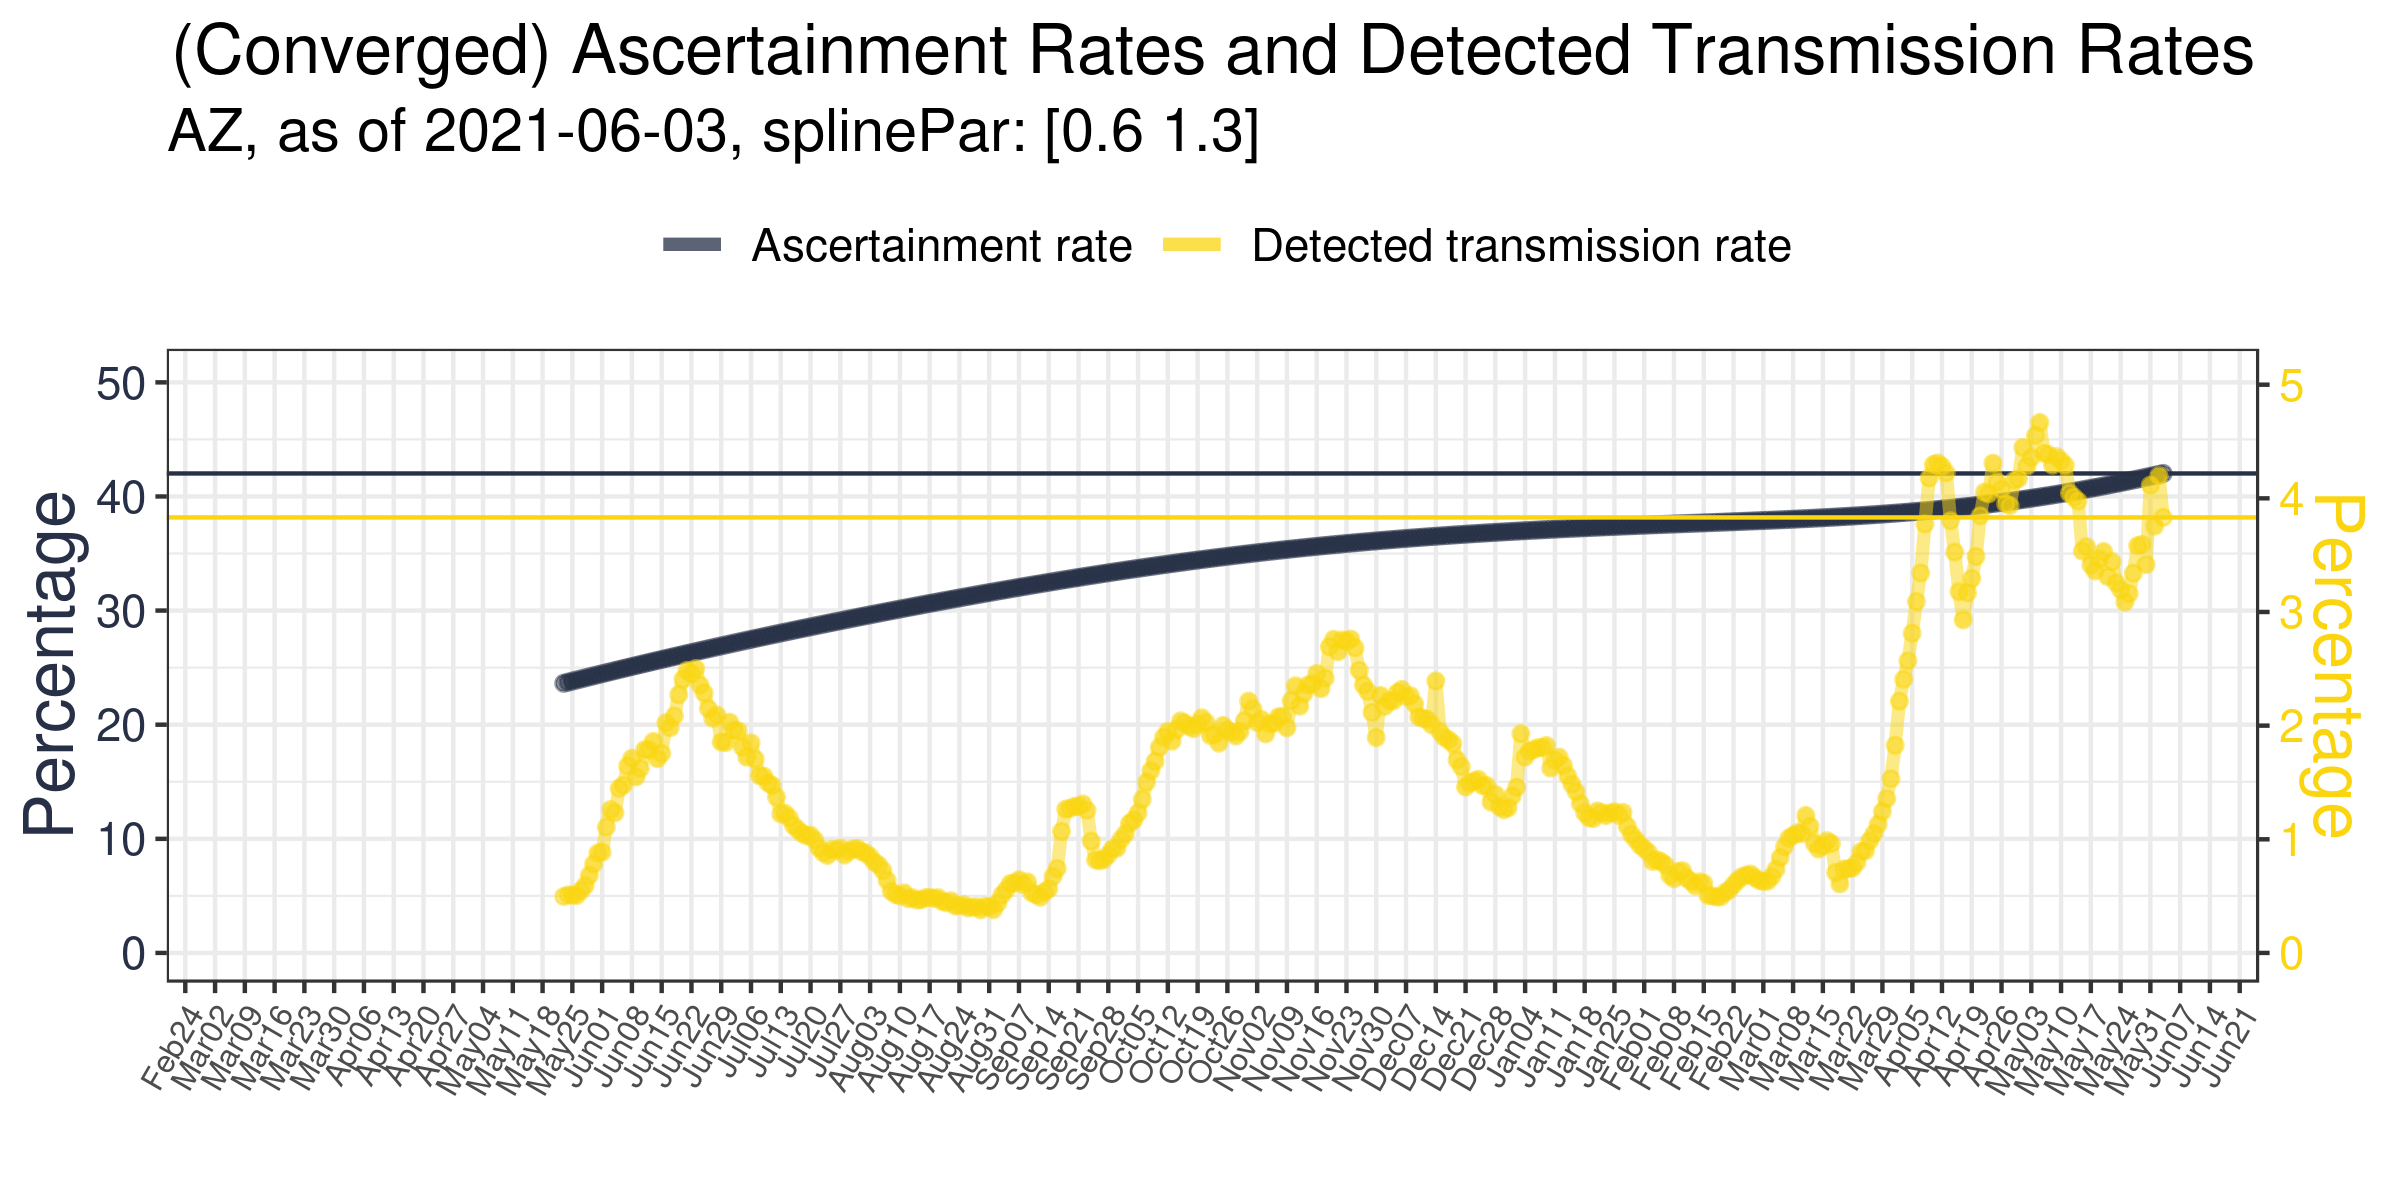 (Converged) Ascertainment Rates and Detected Transmission Rates
AZ, as of 2021-06-03, splinePar: [0.6 1.3]
Ascertainment rate Detected transmission rate
Percentage
50
40
30
20
10
0
5
4
3
2
1
0
Percentage
Feb24 Mar02 Mar09 Mar16 Mar23 Mar30 Apr06 Apr13 Apr20 Apr27 May04 May11 May18 May25 Jun01 Jun08 Jun15 Jun22 Jun29 Jul06 Jul13 Jul20 Jul27 Aug03 Aug10 Aug17 Aug24 Aug31 Sep07 Sep14 Sep21 Sep28 Oct05 Oct12 Oct19 Oct26 Nov02 Nov09 Nov16 Nov23 Nov30 Dec07 Dec14 Dec21 Dec28 Jan04 Jan11 Jan18 Jan25 Feb01 Feb08 Feb15 Feb22 Mar01 Mar08 Mar15 Mar22 Mar29 Apr05 Apr12 Apr19 Apr26 May03 May10 May17 May24 May31 Jun07 Jun14 Jun21